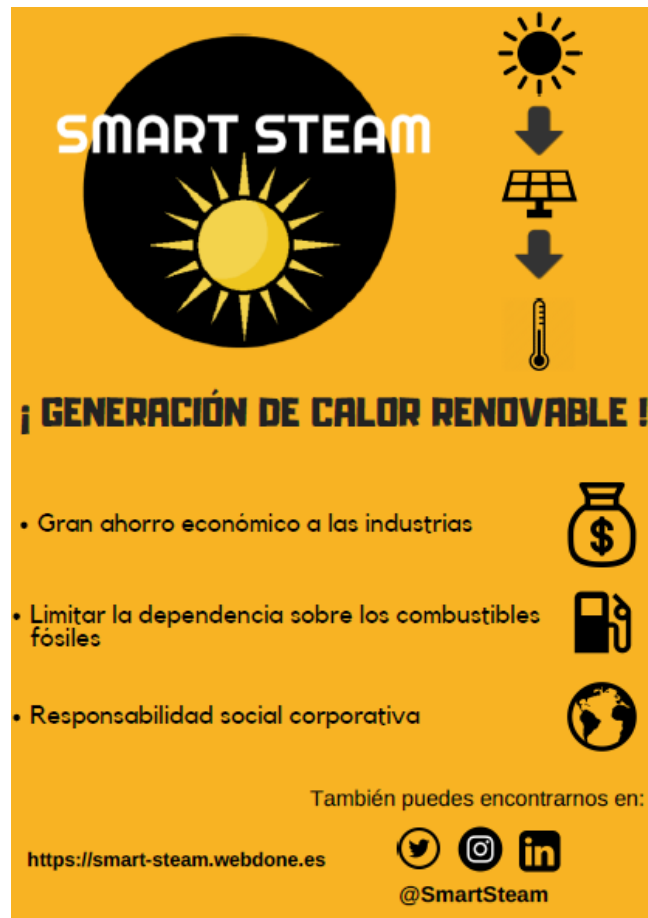 SMART STEAM
¡ GENERACIÓN DE CALOR RENOVABLE !
• Gran ahorro económico a las industrias
• Limitar la dependencia sobre los combustibles
fósiles
• Responsabilidad social corporativa
También puedes encontrarnos en:
https://smart-steam.webdone.es
@SmartSteam